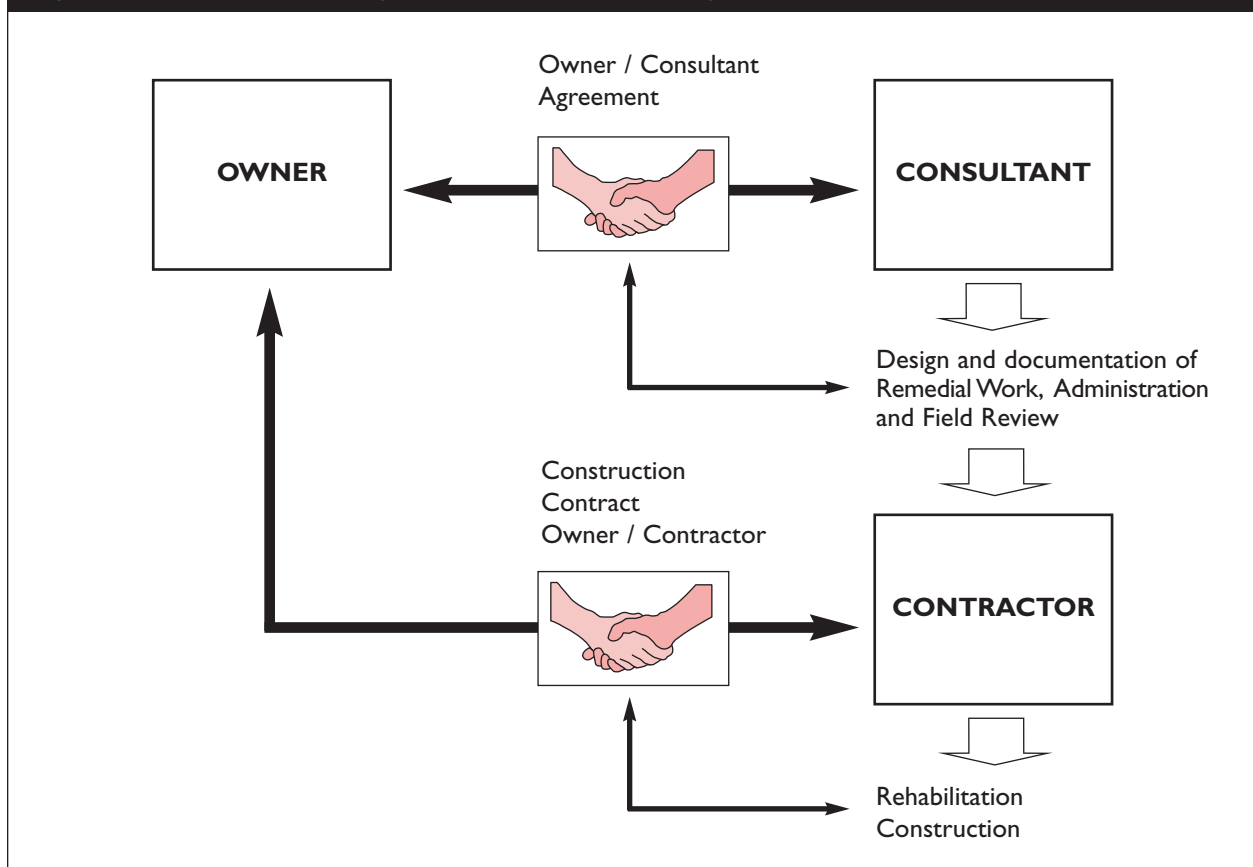 Owner / Consultant
Agreement
OWNER
CONSULTANT
Design and documentation of
Remedial Work, Administration
and Field Review
Construction
Contract
Owner / Contractor
CONTRACTOR
Rehabilitation
Construction